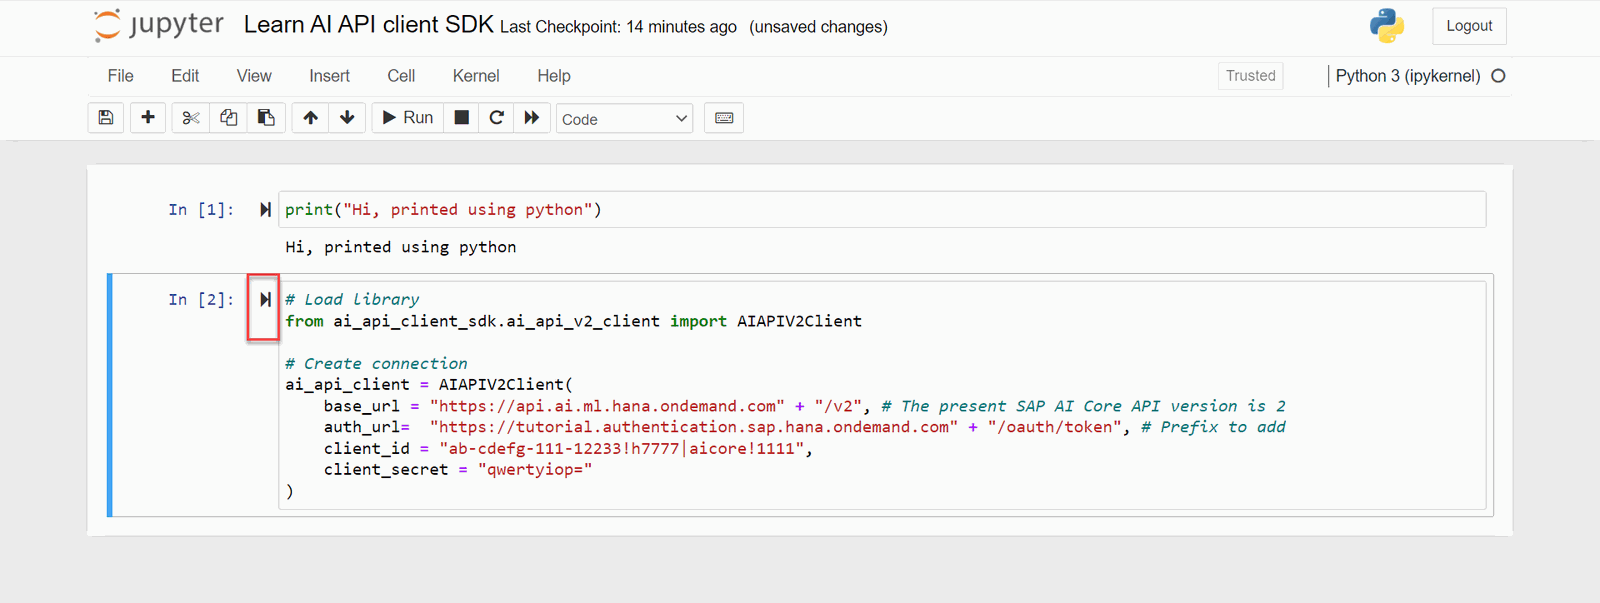 jupyter Learn AI API client SDK Last Checkpoint: 14 minutes ago (unsaved changes) Logout
File Edit View Insert Cell Kernel Help Trusted Python 3 (ipykernel)
Run Code
In [1]: print("Hi, printed using python")
Hi, printed using python
In [2]: # Load library
from ai_api_client_sdk.ai_api_v2_client import AIAPIV2Client
# Create connection
ai_api_client = AIAPIV2Client(
    base_url = "https://api.ai.ml.hana.ondemand.com" + "/v2", # The present SAP AI Core API version is 2
    auth_url=  "https://tutorial.authentication.sap.hana.ondemand.com" + "/oauth/token", # Prefix to add
    client_id = "ab-cdefg-111-12233!h7777|aicore!1111",
    client_secret = "qwertyiop="
)